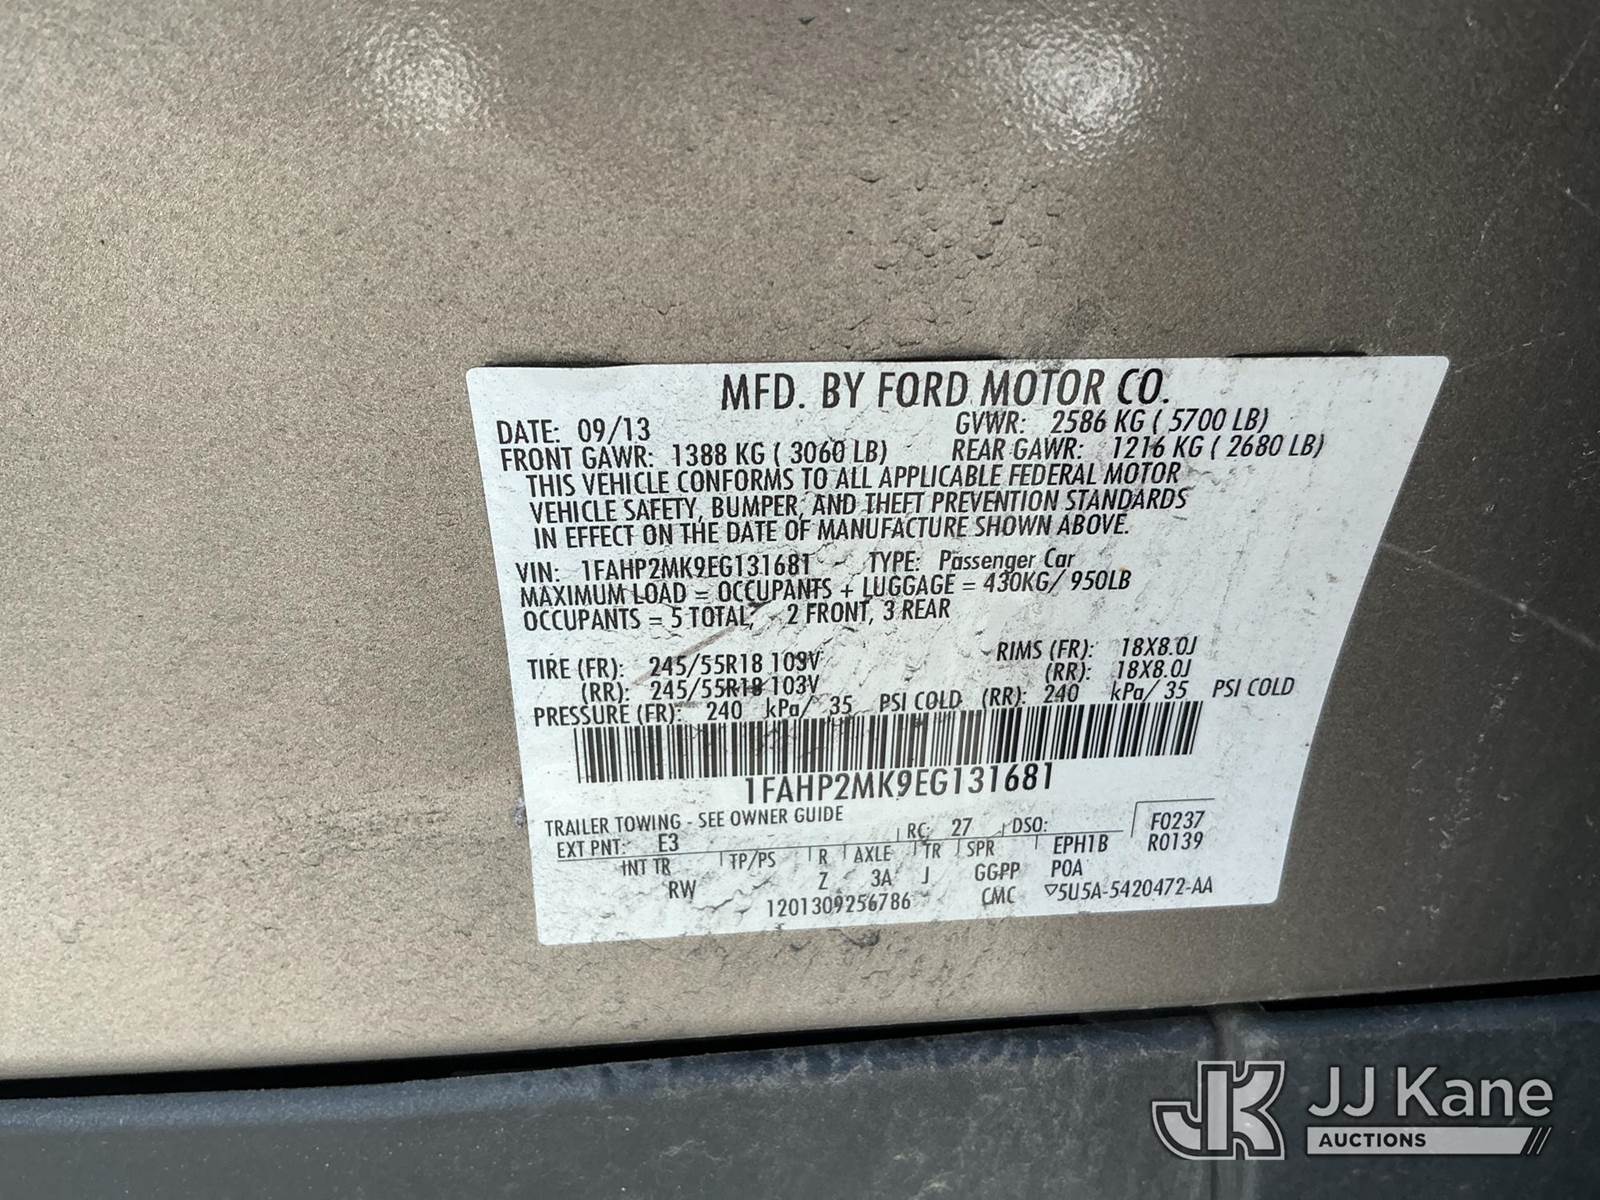 MFD. BY FORD MOTOR CO.
DATE: 09/13 GVWR: 2586 KG ( 5700 LB)
FRONT GAWR: 1388 KG ( 3060 LB) REAR GAWR: 1216 KG ( 2680 LB)
THIS VEHICLE CONFORMS TO ALL APPLICABLE FEDERAL MOTOR
VEHICLE SAFETY, BUMPER, AND THEFT PREVENTION STANDARDS
IN EFFECT ON THE DATE OF MANUFACTURE SHOWN ABOVE.
VIN: 1FAHP2MK9EG131681 TYPE: Passenger Car
MAXIMUM LOAD = OCCUPANTS + LUGGAGE = 430KG/ 950LB
OCCUPANTS = 5 TOTAL, 2 FRONT, 3 REAR
TIRE (FR): 245/55R18 103V RIMS (FR): 18X8.0J
(RR): 245/55R18 103V (RR): 18X8.0J
PRESSURE (FR): 240 kPa/ 35 PSI COLD (RR): 240 kPa/ 35 PSI COLD
1FAHP2MK9EG131681
TRAILER TOWING - SEE OWNER GUIDE
EXT PNT: E3 RC: 27 DSO: F0237
INT TR TP/PS R AXLE TR SPR EPH1B R0139
RW Z 3A J GGPP POA
1201309256786 CMC ▽5U5A-5420472-AA
JK JJ Kane
AUCTIONS